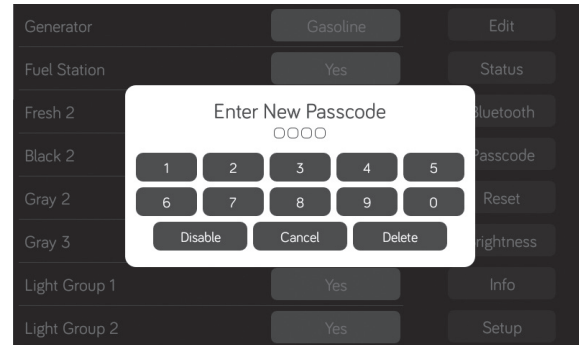 Generator Gasoline Edit
Fuel Station Yes Status
Fresh 2 Bluetooth
Enter New Passcode
Black 2 Passcode
1 2 3 4 5
Gray 2 Reset
6 7 8 9 0
Disable Cancel Delete
Gray 3 rightness
Light Group 1 Yes Info
Light Group 2 Yes Setup